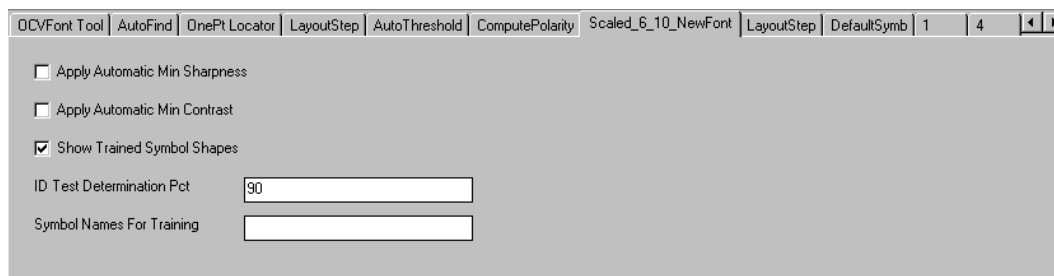 OCVFont Tool AutoFind OnePt Locator LayoutStep AutoThreshold ComputePolarity Scaled_6_10_NewFont LayoutStep DefaultSymb 1 4
Apply Automatic Min Sharpness
Apply Automatic Min Contrast
Show Trained Symbol Shapes
ID Test Determination Pct 90
Symbol Names For Training